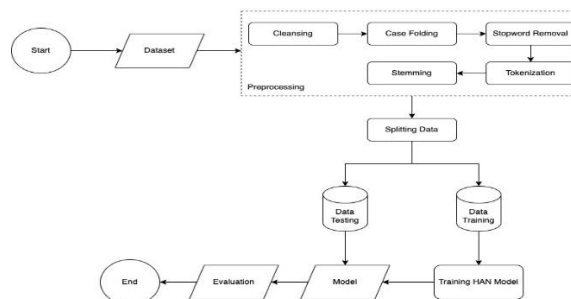 Start
Dataset
Cleansing
Case Folding
Stopword Removal
Stemming
Tokenization
Preprocessing
Splitting Data
Data
Testing
Data
Training
End
Evaluation
Model
Training HAN Model